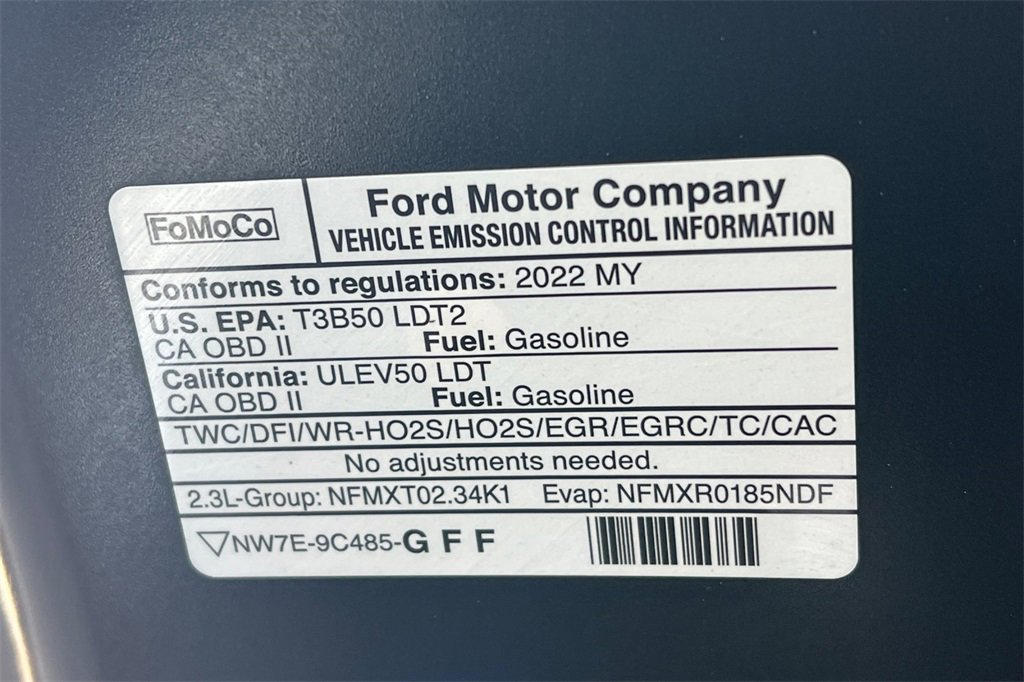 FoMoCo
Ford Motor Company
VEHICLE EMISSION CONTROL INFORMATION
Conforms to regulations: 2022 MY
U.S. EPA: T3B50 LDT2
CA OBD II Fuel: Gasoline
California: ULEV50 LDT
CA OBD II Fuel: Gasoline
TWC/DFI/WR-HO2S/HO2S/EGR/EGRC/TC/CAC
No adjustments needed.
2.3L-Group: NFMXT02.34K1 Evap: NFMXR0185NDF
NW7E-9C485-G F F